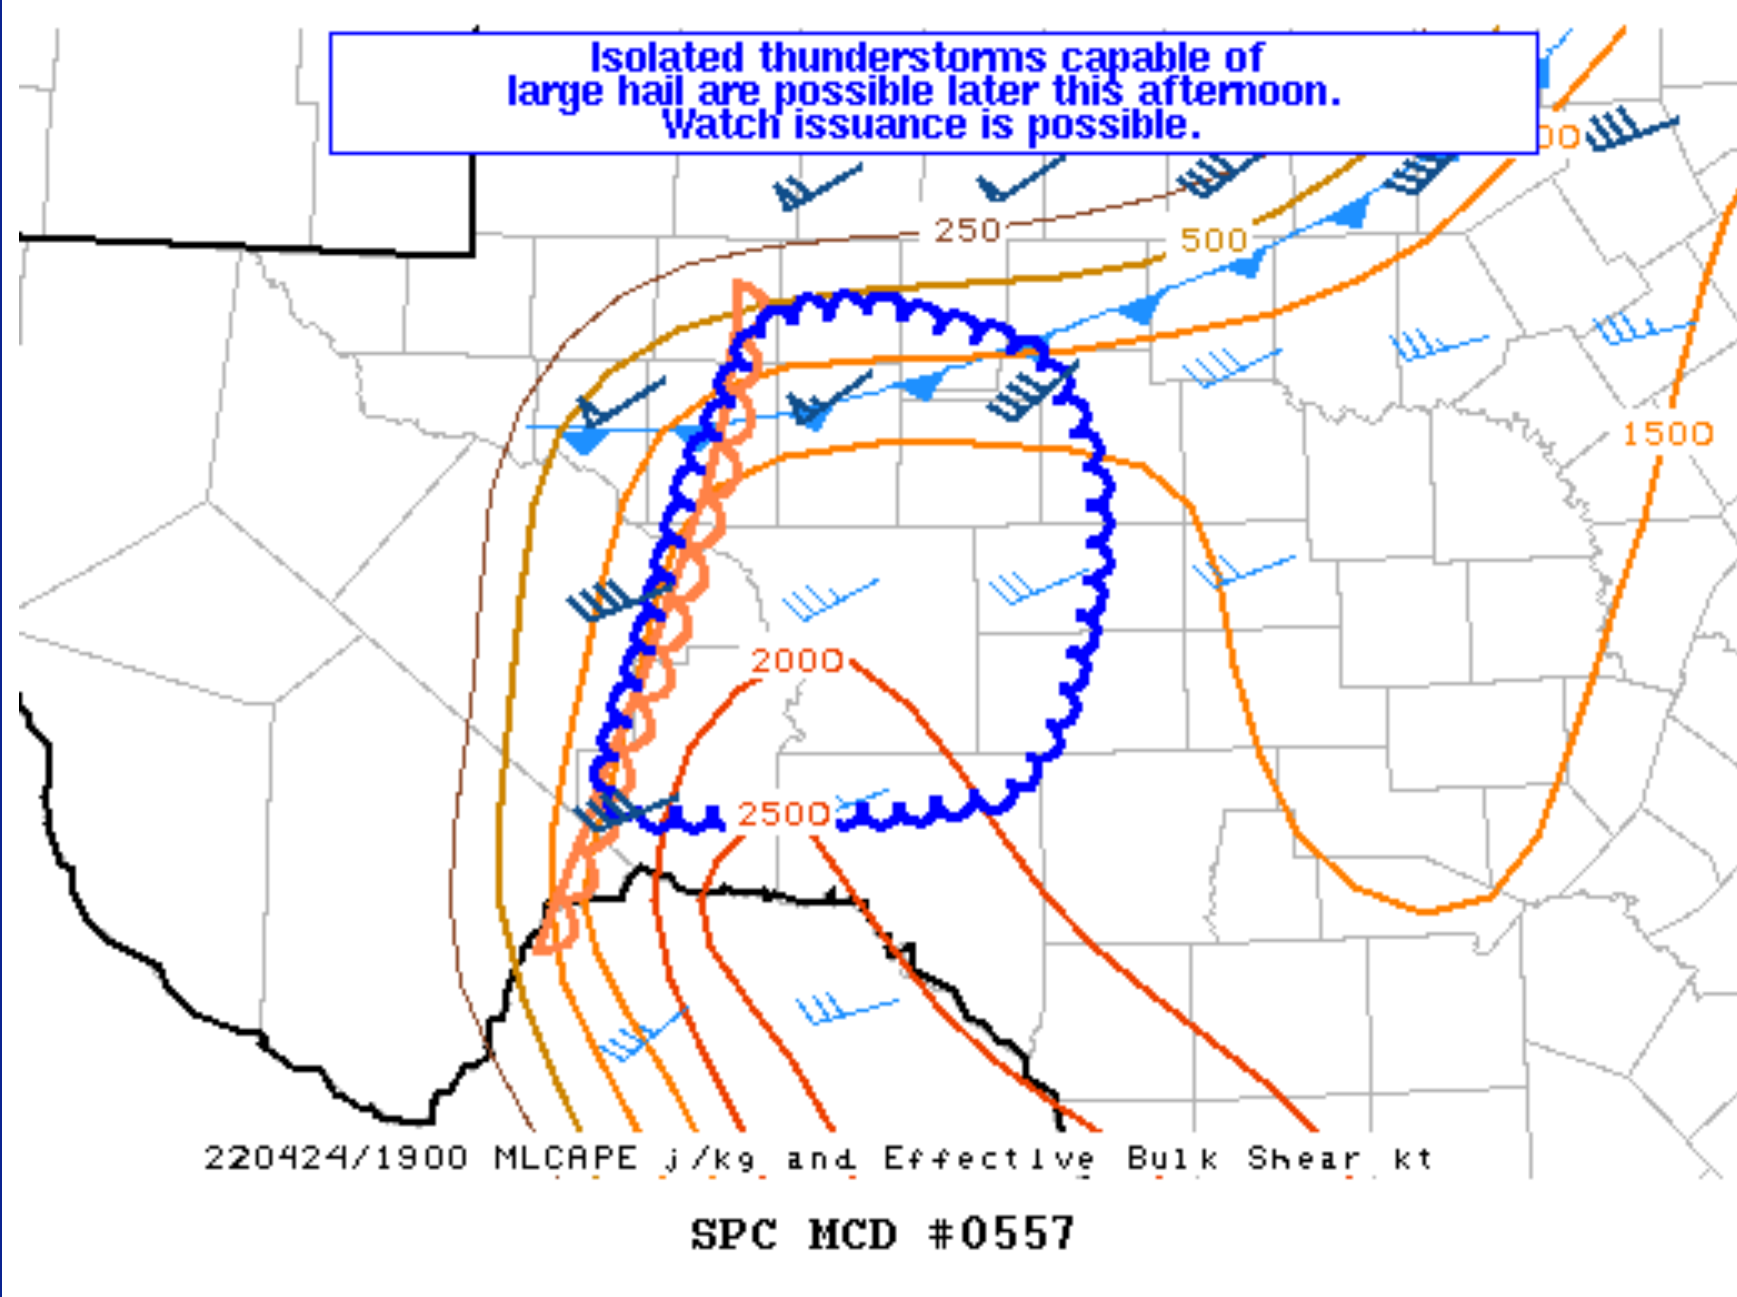 Isolated thunderstorms capable of
large hail are possible later this afternoon.
Watch issuance is possible.
250
500
1500
2000
2500
220424/1900 MLCAPE j/kg and Effective Bulk Shear kt
SPC MCD #0557